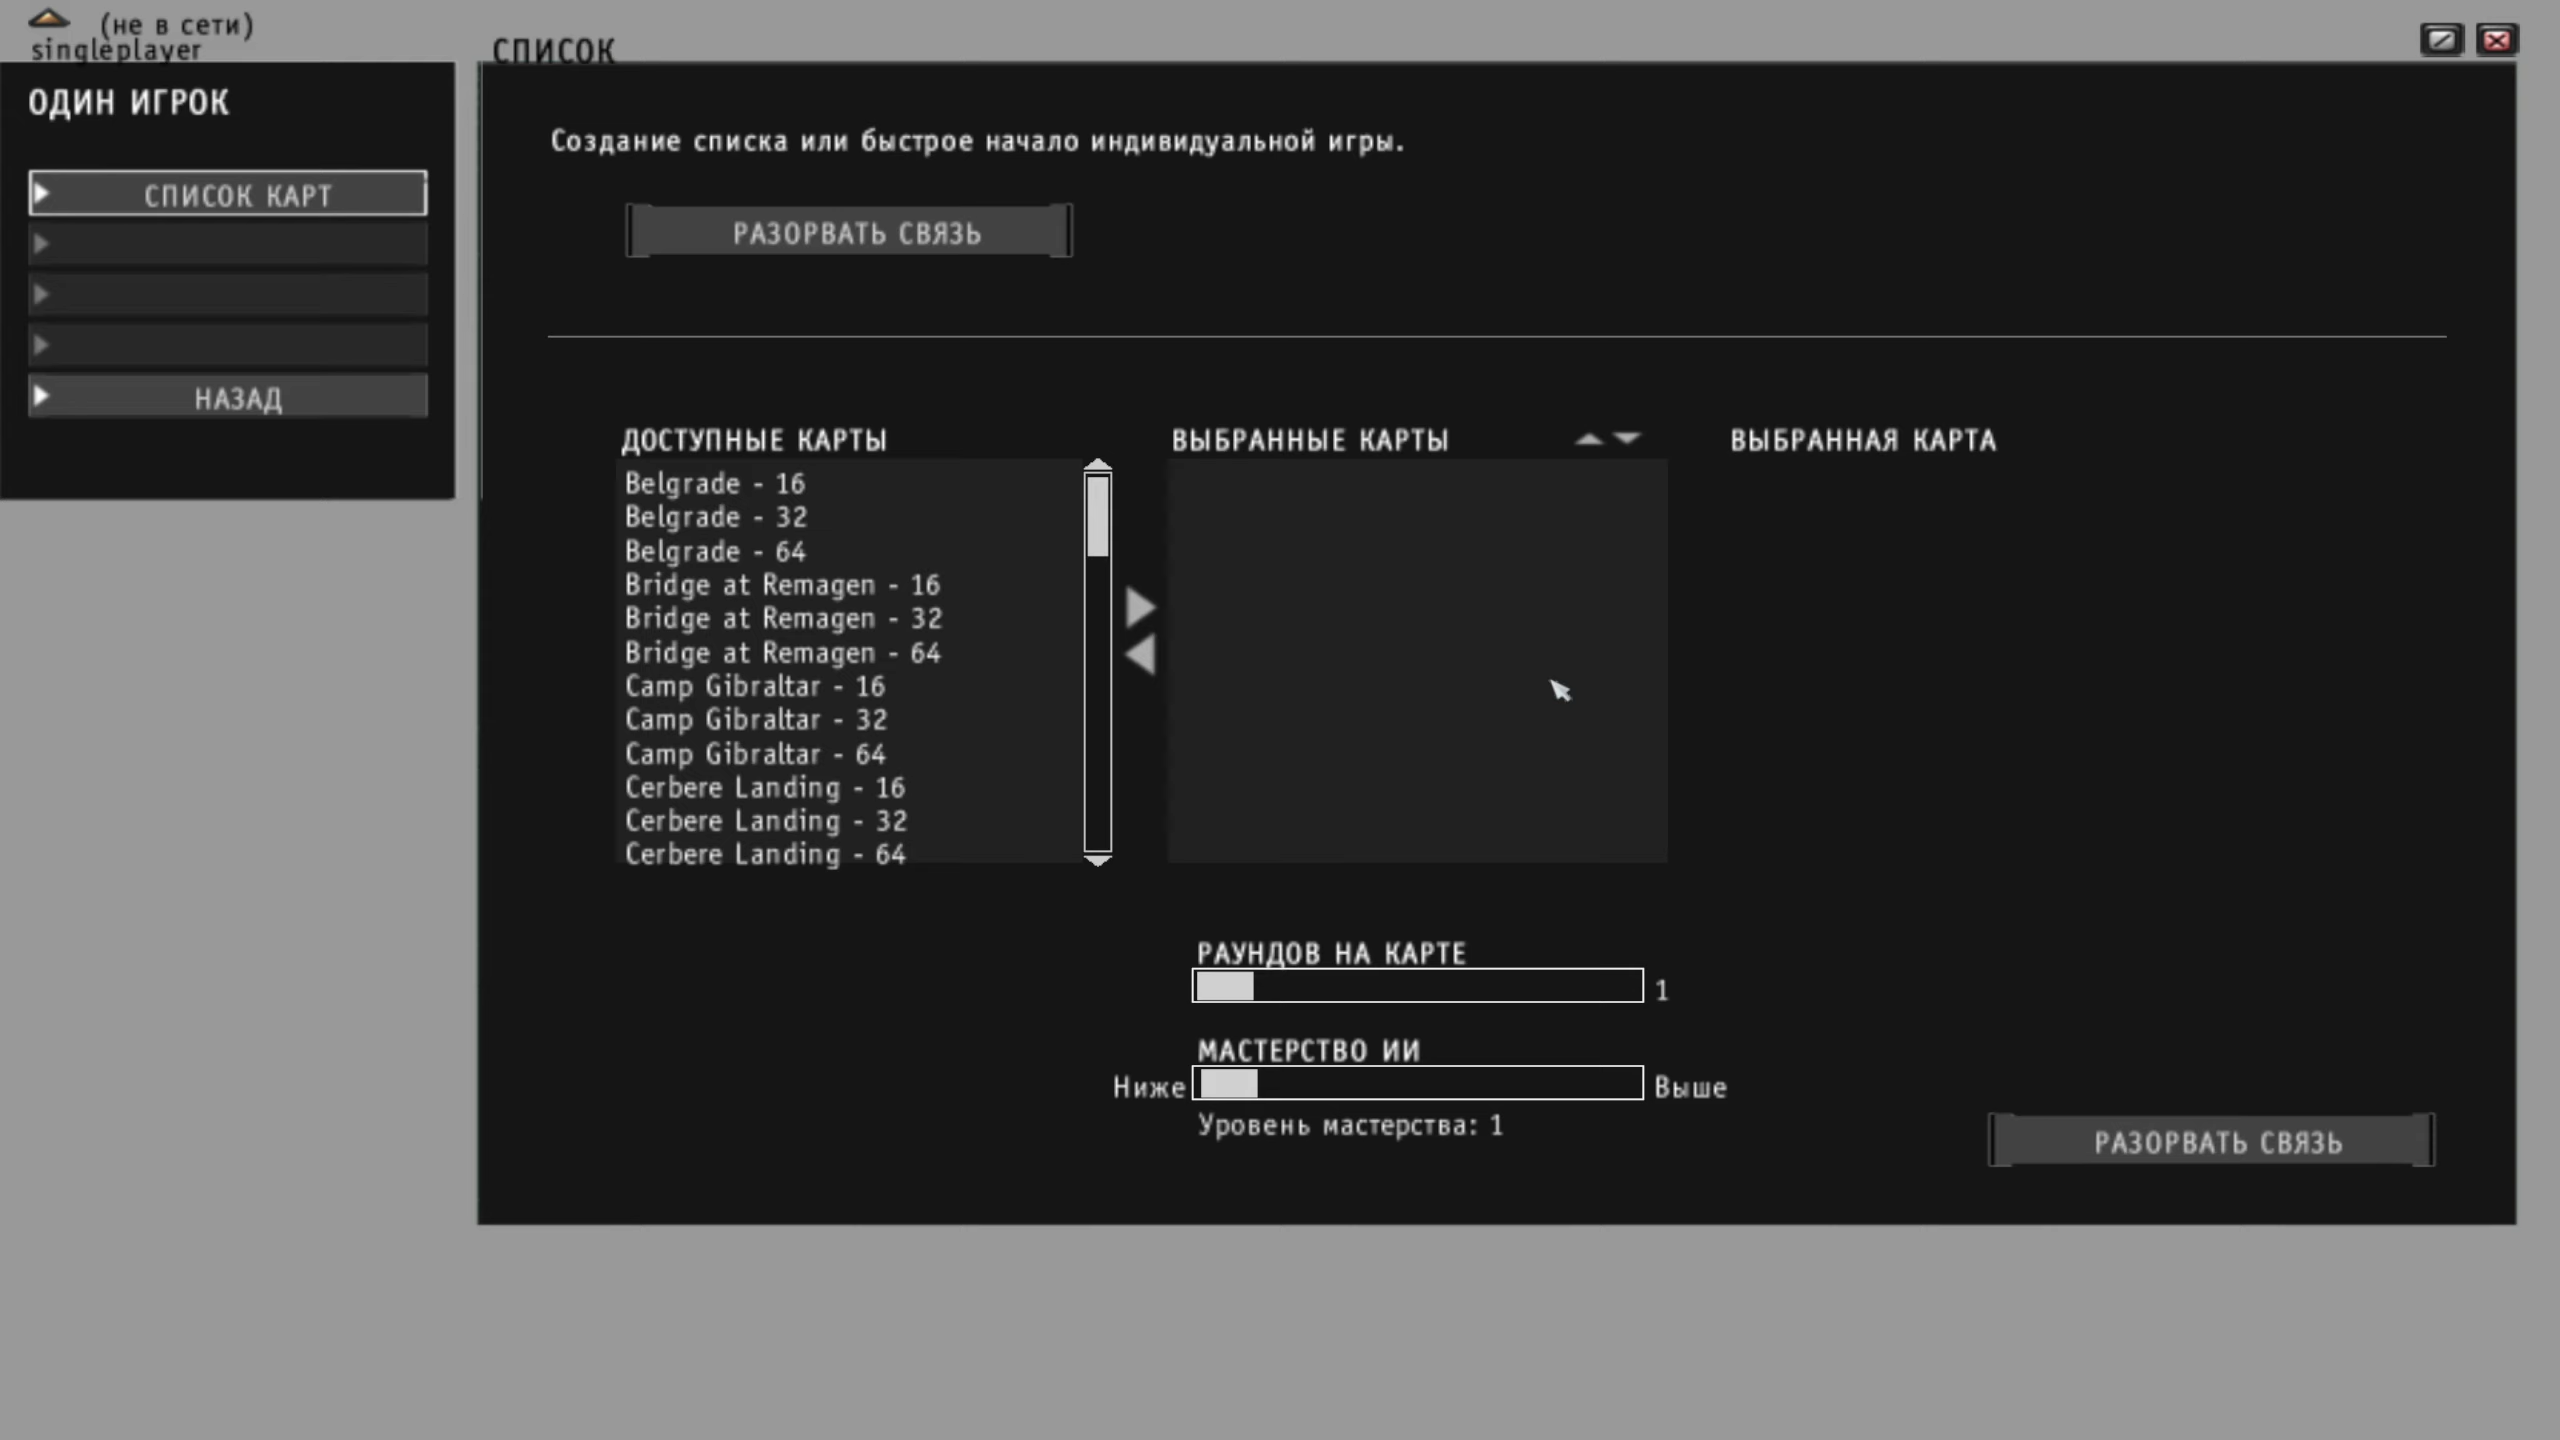 (не в сети)
singleplayer
ОДИН ИГРОК
СПИСОК КАРТ
НАЗАД
СПИСОК
Создание списка или быстрое начало индивидуальной игры.
РАЗОРВАТЬ СВЯЗЬ
ДОСТУПНЫЕ КАРТЫ
Belgrade - 16
Belgrade - 32
Belgrade - 64
Bridge at Remagen - 16
Bridge at Remagen - 32
Bridge at Remagen - 64
Camp Gibraltar - 16
Camp Gibraltar - 32
Camp Gibraltar - 64
Cerbere Landing - 16
Cerbere Landing - 32
Cerbere Landing - 64
ВЫБРАННЫЕ КАРТЫ
ВЫБРАННАЯ КАРТА
РАУНДОВ НА КАРТЕ
1
МАСТЕРСТВО ИИ
Ниже
Выше
Уровень мастерства: 1
РАЗОРВАТЬ СВЯЗЬ